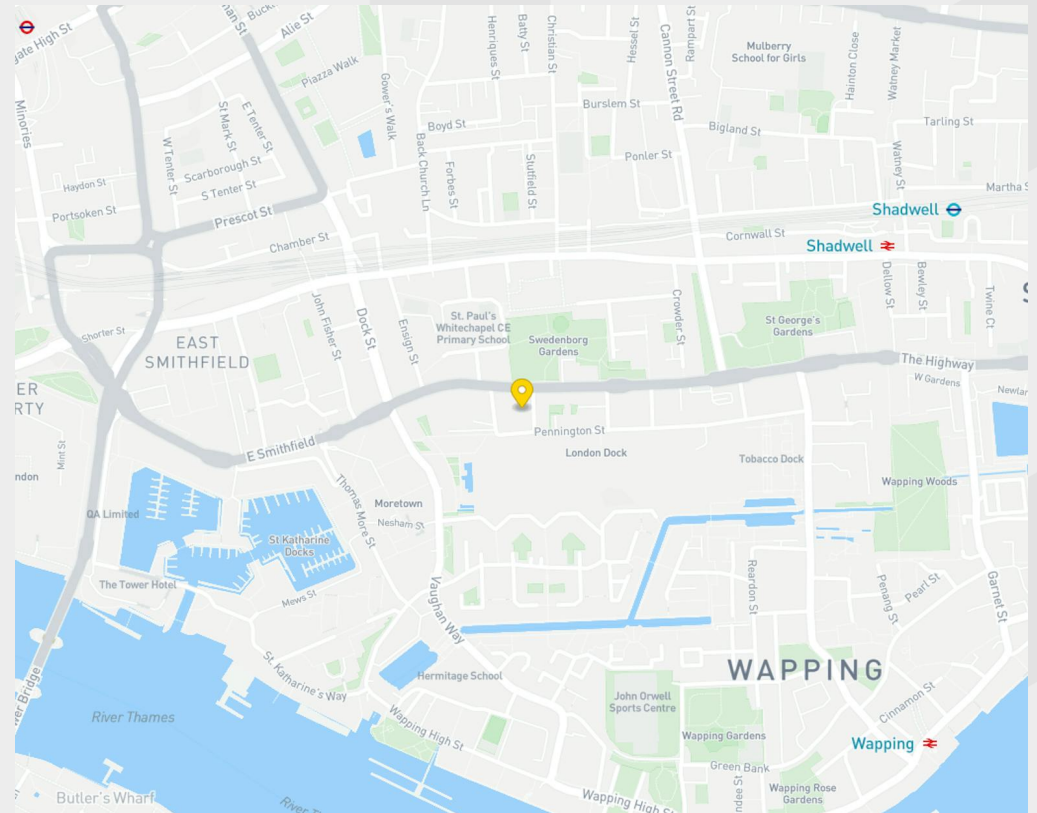 gate High St
Minories
Alie St
Piazza Walk
Gower's Walk
Henriques St
Batty St
Christian St
Hessel St
Cannon Street Rd
Rampart St
Mulberry
School for Girls
Hainton Close
Watney Market
St Mark St
E Tenter St
W Tenter St
Scarborough St
S Tenter St
Haydon St
Portsoken St
Prescot St
Chamber St
Boyd St
Back Church Ln
Forbes St
Stutfield St
Burslem St
Ponler St
Bigland St
Tarling St
Watney St
Martha S
Shadwell
Shadwell
Cornwall St
Dellow St
Bewley St
Twine Ct
Shorter St
EAST
SMITHFIELD
John Fisher St
Dock St
Ensign St
St. Paul's
Whitechapel CE
Primary School
Swedenborg
Gardens
Crowder St
St George's
Gardens
The Highway
W Gardens
Newlar
ER
RTY
Mint St
ndon
E Smithfield
Pennington St
London Dock
Tobacco Dock
Wapping Woods
QA Limited
St Katharine
Docks
Thomas More St
Moretown
Nesham St
The Tower Hotel
Mews St
Vaughan Way
Reardon St
Penang St
Pearl St
Garnet St
wer Bridge
River Thames
St. Katharine's Way
Hermitage School
John Orwell
Sports Centre
WAPPING
Cinnamon St
Wapping High St
Wapping Gardens
Wapping
Green Bank
Wapping Rose
Gardens
Butler's Wharf
Wapping High S